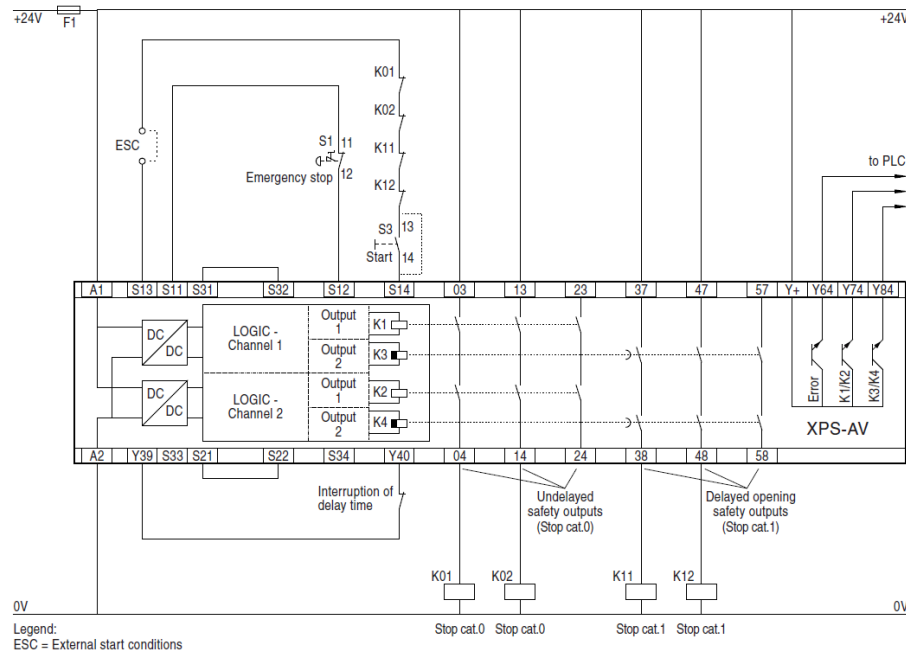 +24V
F1
+24V
K01
K02
ESC
S1
11
K11
12
Emergency stop
K12
to PLC
S3
13
Start
14
A1
S13
S11
S31
S32
S12
S14
03
13
23
37
47
57
Y+
Y64
Y74
Y84
DC
DC
LOGIC -
Channel 1
Output
1
K1
Output
2
K3
DC
DC
LOGIC -
Channel 2
Output
1
K2
Output
2
K4
Error
K1/K2
K3/K4
XPS-AV
A2
Y39
S33
S21
S22
S34
Y40
04
14
24
38
48
58
Interruption of
delay time
Undelayed
safety outputs
(Stop cat.0)
Delayed opening
safety outputs
(Stop cat.1)
K01
K02
K11
K12
0V
0V
Legend:
ESC = External start conditions
Stop cat.0
Stop cat.0
Stop cat.1
Stop cat.1